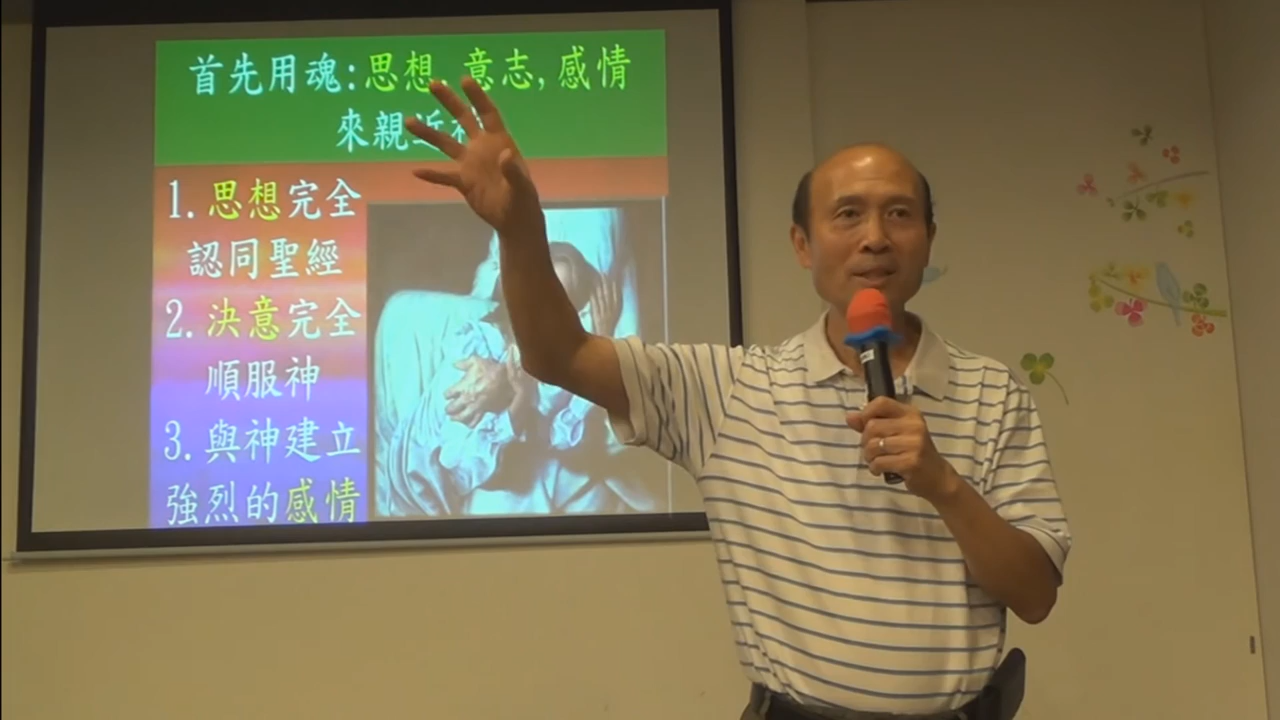 首先用魂:思想,意志,感情
來親近神
1.思想完全
認同聖經
2.決意完全
順服神
3.與神建立
強烈的感情